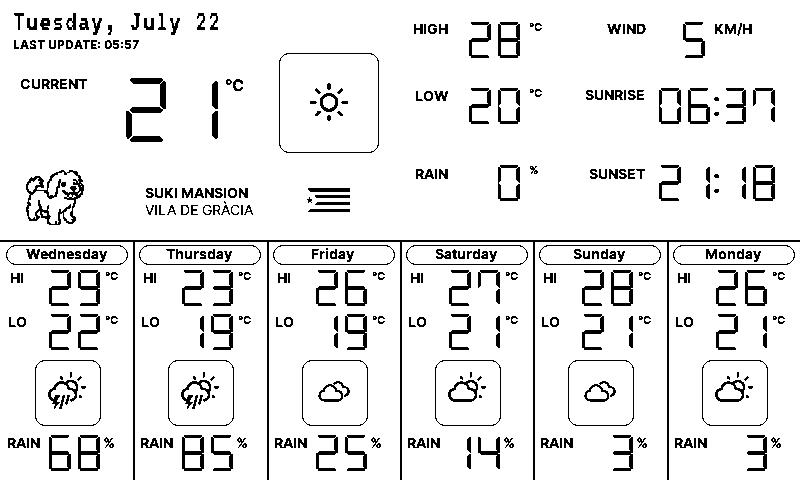 Tuesday, July 22
LAST UPDATE: 05:57
CURRENT 21 °C
HIGH 28 °C
LOW 20 °C
RAIN 0 %
WIND 5 KM/H
SUNRISE 06:37
SUNSET 21:18
SUKI MANSION
VILA DE GRÀCIA
Wednesday
HI 29 °C
LO 22 °C
RAIN 68 %
Thursday
HI 23 °C
LO 19 °C
RAIN 85 %
Friday
HI 26 °C
LO 19 °C
RAIN 25 %
Saturday
HI 27 °C
LO 21 °C
RAIN 14 %
Sunday
HI 28 °C
LO 21 °C
RAIN 3 %
Monday
HI 26 °C
LO 21 °C
RAIN 3 %